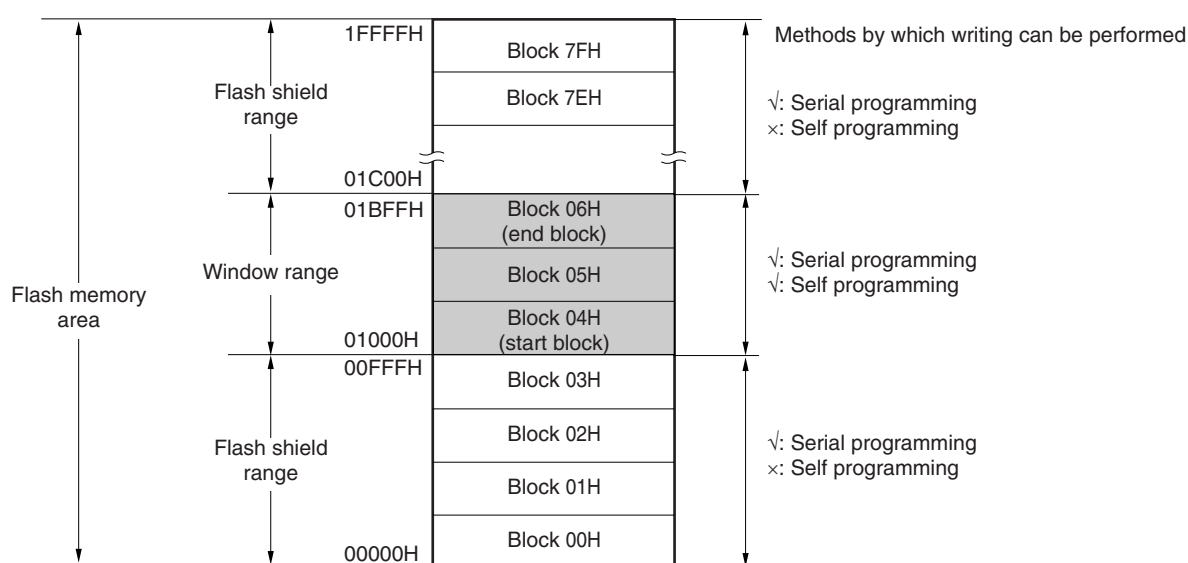 1FFFFH
Block 7FH
Methods by which writing can be performed
Flash shield
range
Block 7EH
√: Serial programming
×: Self programming
01C00H
01BFFH
Block 06H
(end block)
Window range
Block 05H
√: Serial programming
√: Self programming
Flash memory
area
Block 04H
(start block)
01000H
00FFFH
Block 03H
Flash shield
range
Block 02H
√: Serial programming
×: Self programming
Block 01H
Block 00H
00000H